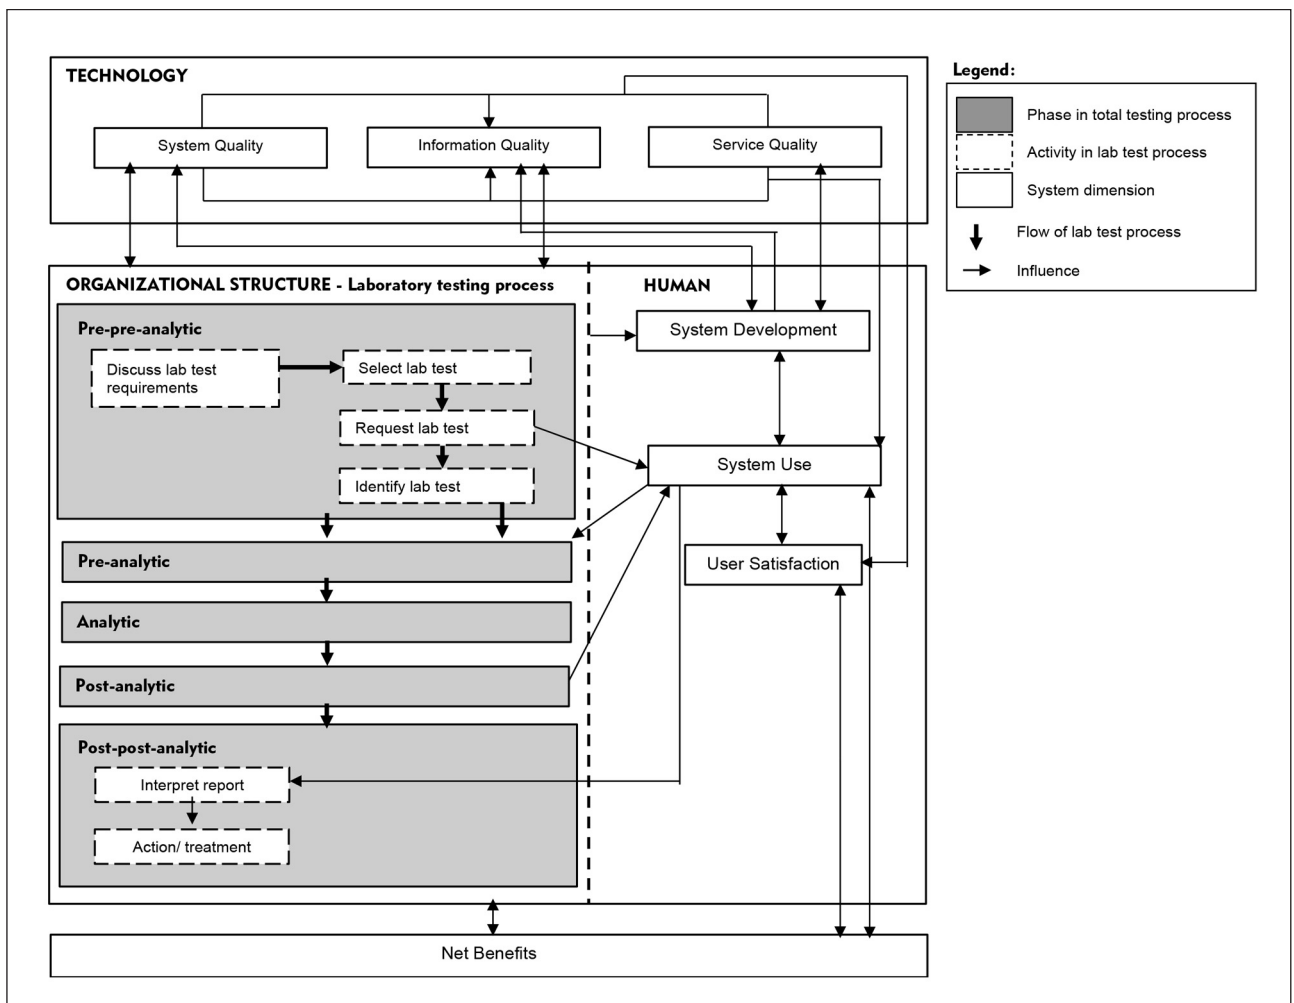 TECHNOLOGY
System Quality
Information Quality
Service Quality
Legend:
Phase in total testing process
Activity in lab test process
System dimension
Flow of lab test process
Influence
ORGANIZATIONAL STRUCTURE - Laboratory testing process
HUMAN
Pre-pre-analytic
Discuss lab test
requirements
Select lab test
Request lab test
Identify lab test
Pre-analytic
Analytic
Post-analytic
Post-post-analytic
Interpret report
Action/ treatment
System Development
System Use
User Satisfaction
Net Benefits